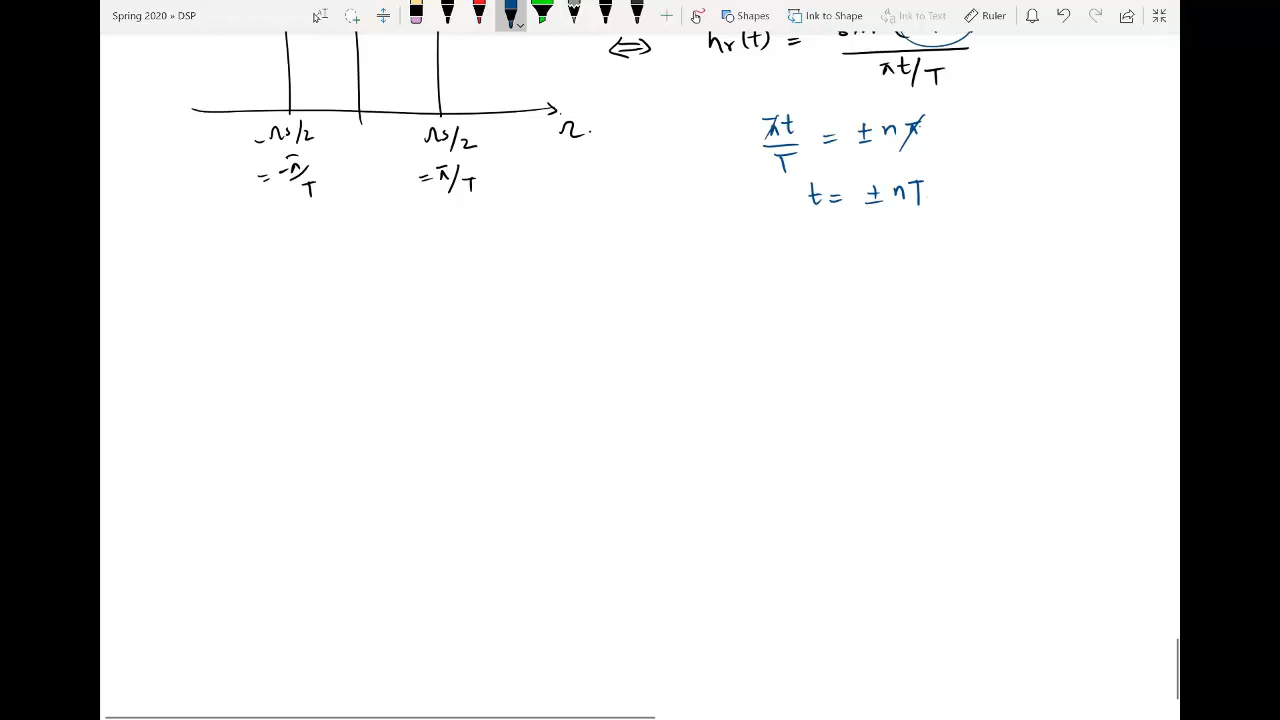 Spring 2020 » DSP
Shapes
Ink to Shape
Ink to Text
Ruler
⇔ hr(t) =
πt/T
-Ωs/2
Ωs/2
Ω.
= -π/T
= π/T
πt/T = ± nπ
t = ± nT